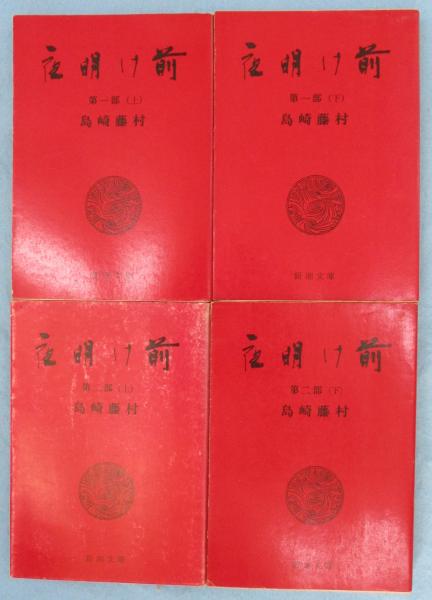 夜明け前
第一部（上）
島崎藤村
新潮文庫
夜明け前
第一部（下）
島崎藤村
新潮文庫
夜明け前
第二部（上）
島崎藤村
新潮文庫
夜明け前
第二部（下）
島崎藤村
新潮文庫